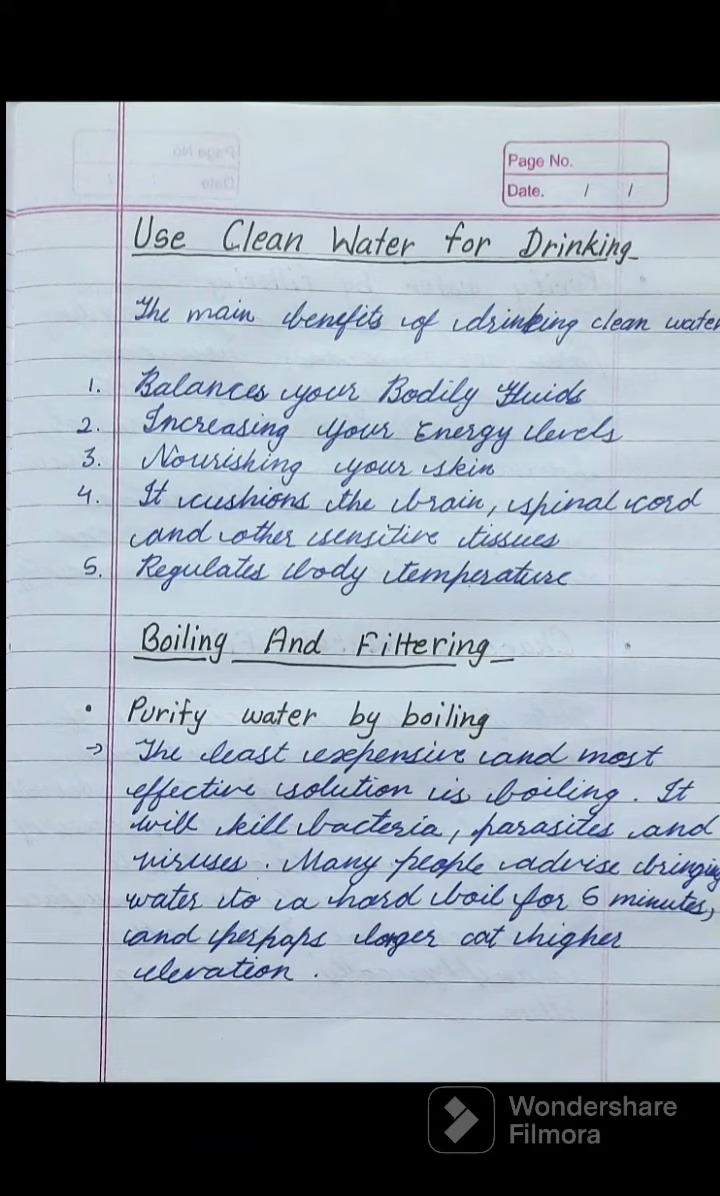 Page No.
Date. / /
Use Clean Water for Drinking
The main benefits of drinking clean water
1. Balances your Bodily Fluids
2. Increasing your Energy levels
3. Nourishing your skin
4. It cushions the brain, spinal cord
and other sensitive tissues
5. Regulates body temperature
Boiling And Filtering
• Purify water by boiling
→ The least expensive and most
effective solution is boiling. It
will kill bacteria, parasites and
viruses. Many people advise bringing
water to a hard boil for 6 minutes,
and perhaps longer at higher
elevation.
Wondershare
Filmora